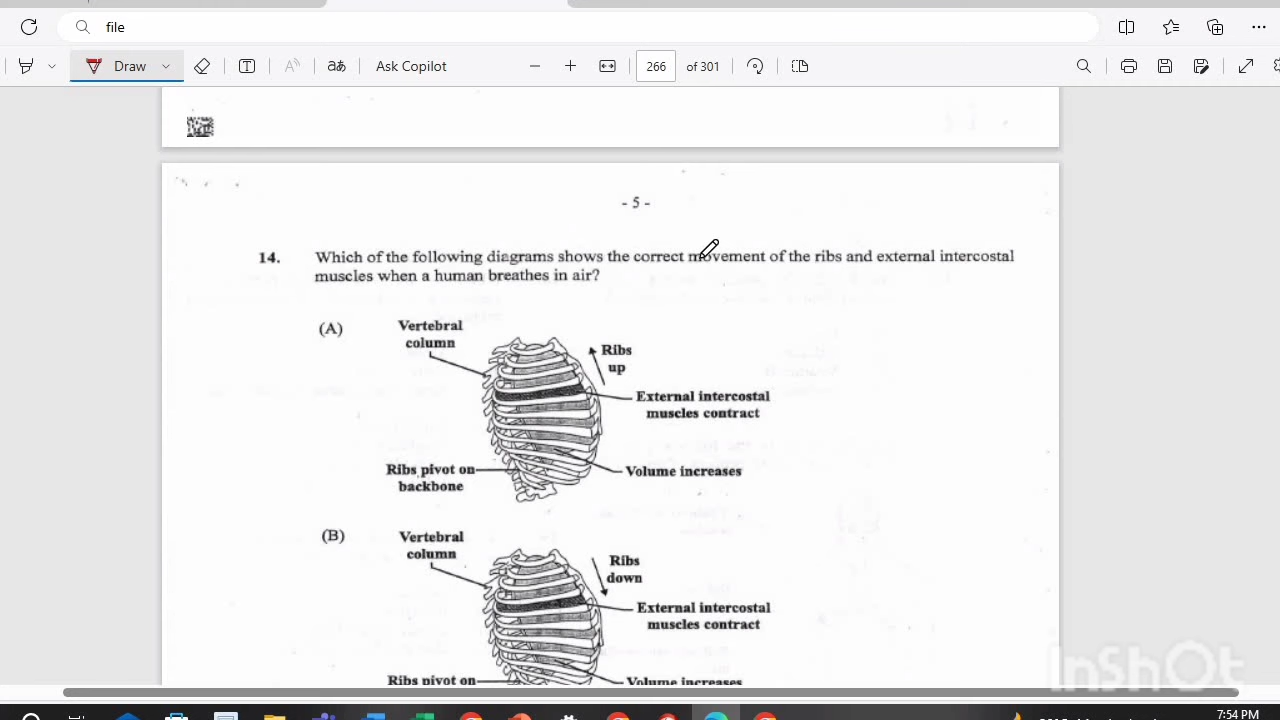 file
Draw
aあ
Ask Copilot
266 of 301
- 5 -
14. Which of the following diagrams shows the correct movement of the ribs and external intercostal
muscles when a human breathes in air?
(A)
Vertebral
column
Ribs
up
External intercostal
muscles contract
Ribs pivot on
backbone
Volume increases
(B)
Vertebral
column
Ribs
down
External intercostal
muscles contract
Ribs pivot on
Volume increases
InShOt
7:54 PM